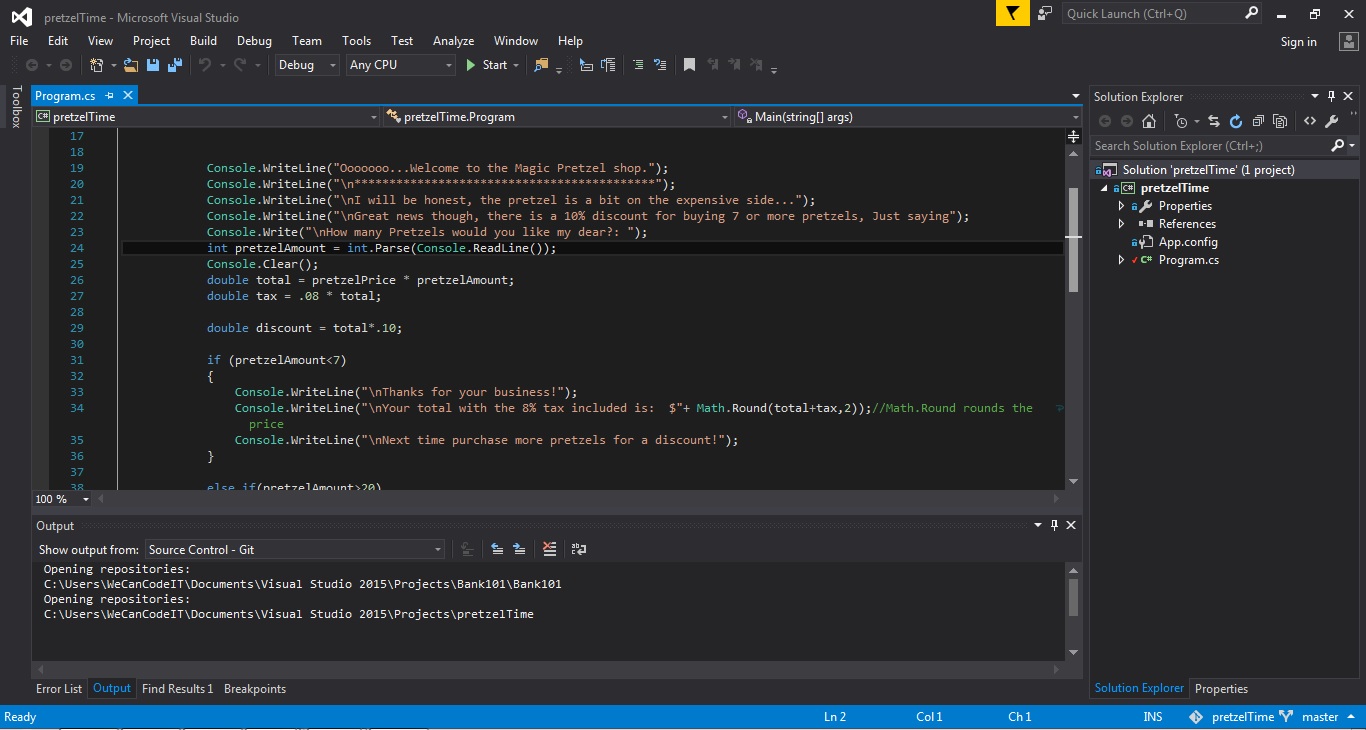 pretzelTime - Microsoft Visual Studio
Quick Launch (Ctrl+Q)
File Edit View Project Build Debug Team Tools Test Analyze Window Help
Sign in
Debug Any CPU Start
Toolbox
Program.cs
pretzelTime pretzelTime.Program Main(string[] args)
17
18
19 Console.WriteLine("Ooooooo...Welcome to the Magic Pretzel shop.");
20 Console.WriteLine("\n*******************************************");
21 Console.WriteLine("\nI will be honest, the pretzel is a bit on the expensive side...");
22 Console.WriteLine("\nGreat news though, there is a 10% discount for buying 7 or more pretzels, Just saying");
23 Console.Write("\nHow many Pretzels would you like my dear?: ");
24 int pretzelAmount = int.Parse(Console.ReadLine());
25 Console.Clear();
26 double total = pretzelPrice * pretzelAmount;
27 double tax = .08 * total;
28
29 double discount = total*.10;
30
31 if (pretzelAmount<7)
32 {
33 Console.WriteLine("\nThanks for your business!");
34 Console.WriteLine("\nYour total with the 8% tax included is:  $"+ Math.Round(total+tax,2));//Math.Round rounds the
price
35 Console.WriteLine("\nNext time purchase more pretzels for a discount!");
36 }
37
38 else if(pretzelAmount>20)
100 %
Output
Show output from: Source Control - Git
Opening repositories:
C:\Users\WeCanCodeIT\Documents\Visual Studio 2015\Projects\Bank101\Bank101
Opening repositories:
C:\Users\WeCanCodeIT\Documents\Visual Studio 2015\Projects\pretzelTime
Error List Output Find Results 1 Breakpoints
Solution Explorer
Search Solution Explorer (Ctrl+;)
Solution 'pretzelTime' (1 project)
C# pretzelTime
Properties
References
App.config
C# Program.cs
Solution Explorer Properties
Ready Ln 2 Col 1 Ch 1 INS pretzelTime master